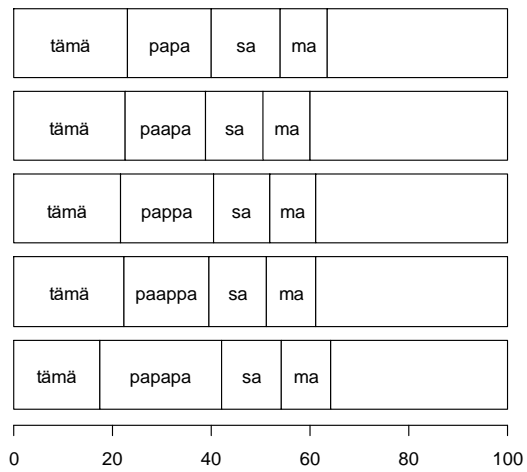 tämä papa sa ma
tämä paapa sa ma
tämä pappa sa ma
tämä paappa sa ma
tämä papapa sa ma
0 20 40 60 80 100